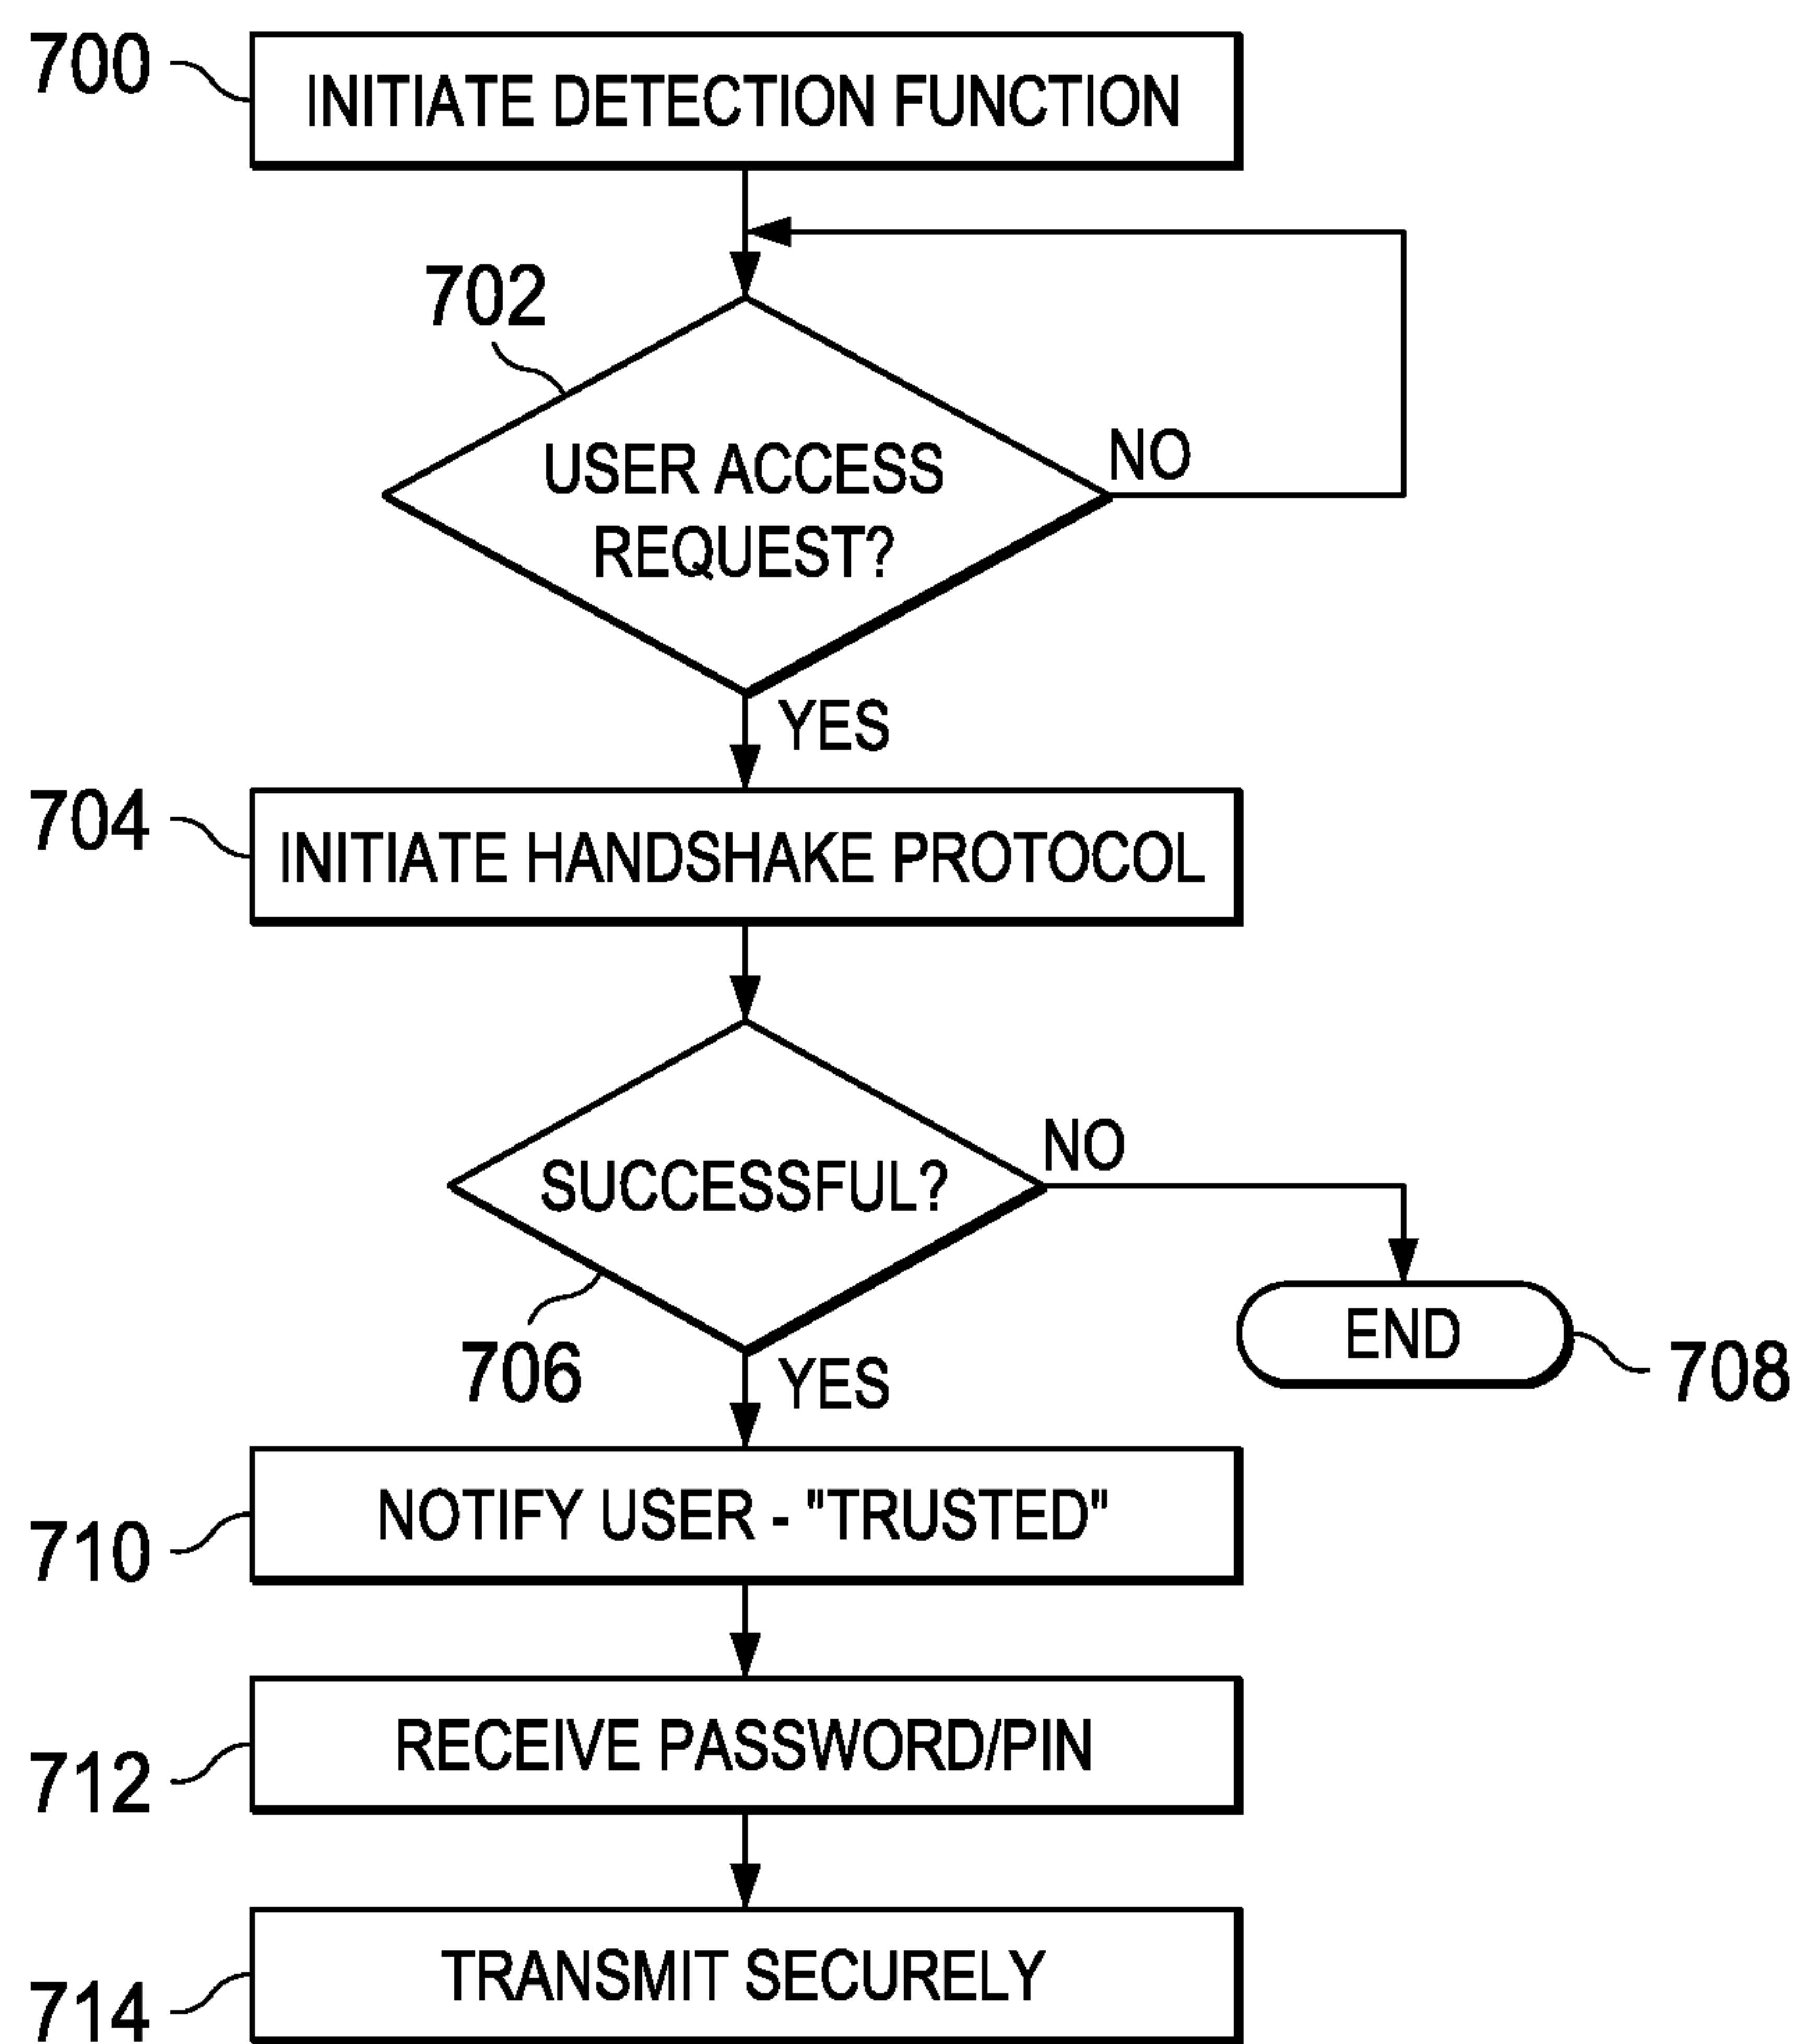 700
INITIATE DETECTION FUNCTION
702
USER ACCESS
REQUEST?
NO
YES
704
INITIATE HANDSHAKE PROTOCOL
SUCCESSFUL?
NO
706
YES
END
708
NOTIFY USER - "TRUSTED"
710
RECEIVE PASSWORD/PIN
712
TRANSMIT SECURELY
714